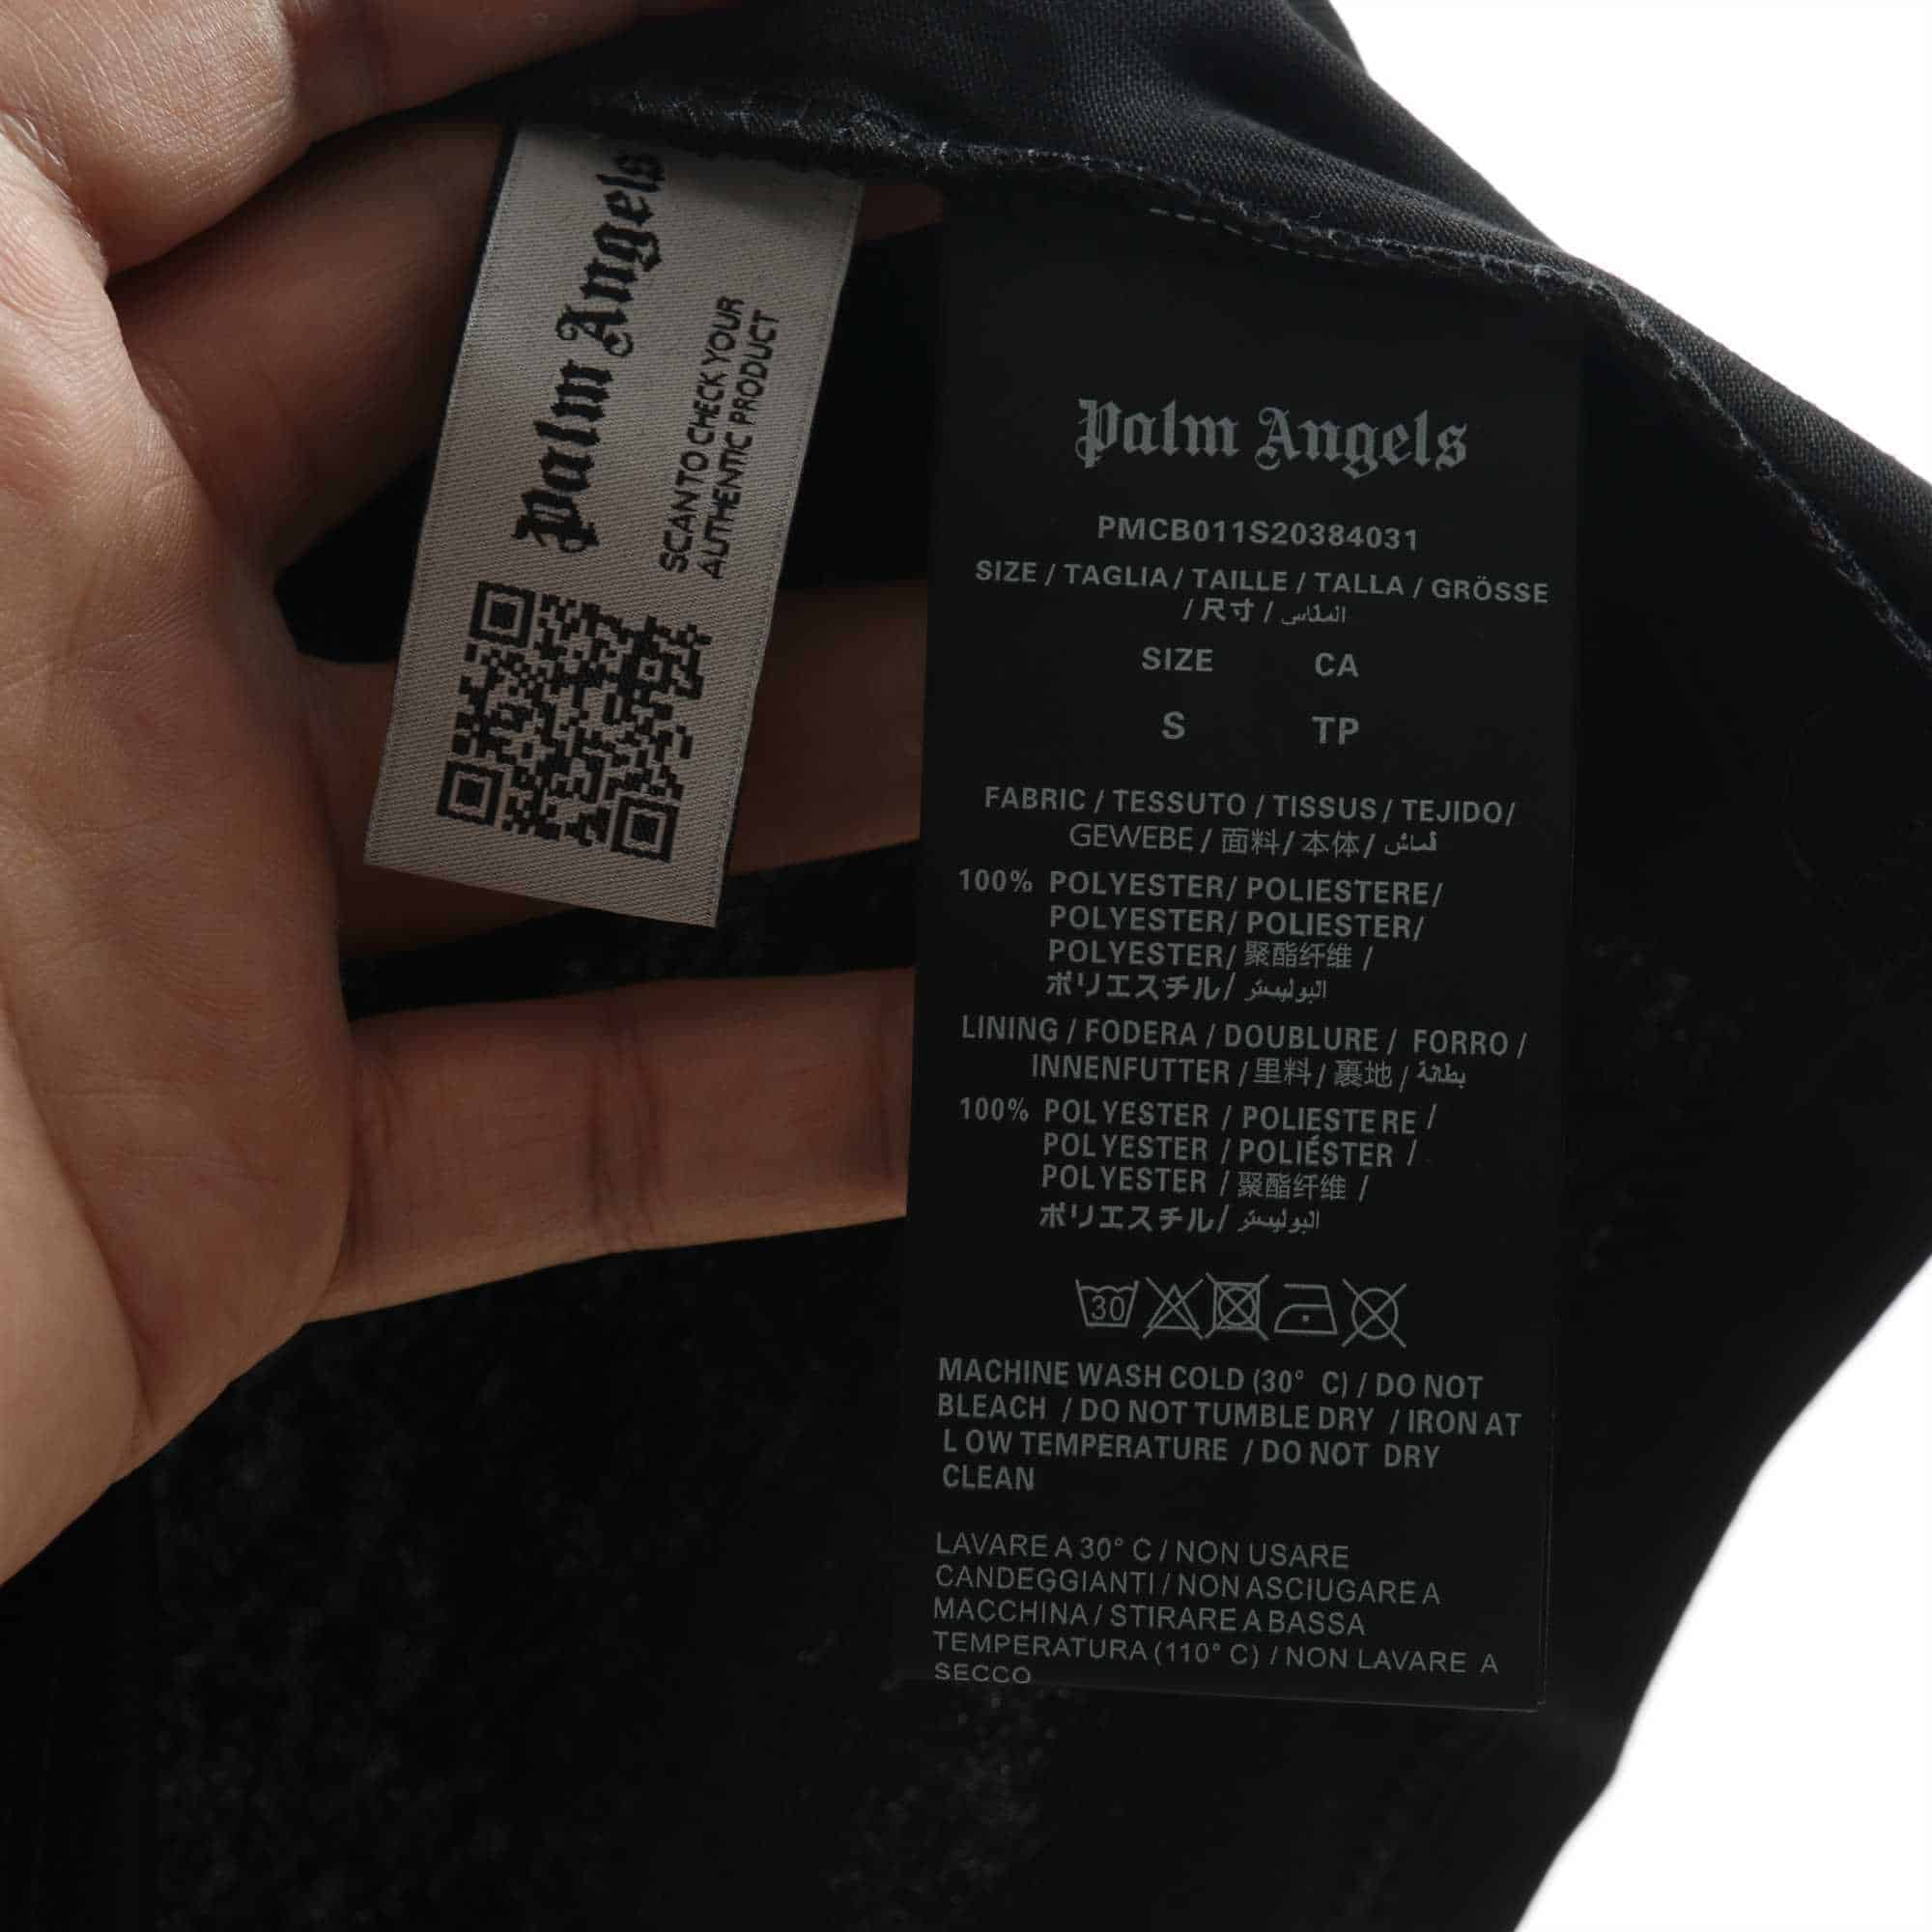 Palm Angels
SCAN TO CHECK YOUR
AUTHENTIC PRODUCT
Palm Angels
PMCB011S20384031
SIZE / TAGLIA / TAILLE / TALLA / GRÖSSE
/ 尺寸 / المقاس
SIZE CA
S TP
FABRIC / TESSUTO / TISSUS / TEJIDO/
GEWEBE / 面料 / 本体 / قماش
100% POLYESTER/ POLIESTERE/
POLYESTER/ POLIESTER/
POLYESTER/ 聚酯纤维 /
ポリエスチル/ البوليستر
LINING / FODERA / DOUBLURE / FORRO /
INNENFUTTER / 里料 / 裏地 / بطانة
100% POLYESTER / POLIESTERE /
POLYESTER / POLIÉSTER /
POLYESTER / 聚酯纤维 /
ポリエスチル/ البوليستر
30
MACHINE WASH COLD (30° C) / DO NOT
BLEACH / DO NOT TUMBLE DRY / IRON AT
LOW TEMPERATURE / DO NOT DRY
CLEAN
LAVARE A 30° C / NON USARE
CANDEGGIANTI / NON ASCIUGARE A
MACCHINA / STIRARE A BASSA
TEMPERATURA (110° C) / NON LAVARE A
SECCO